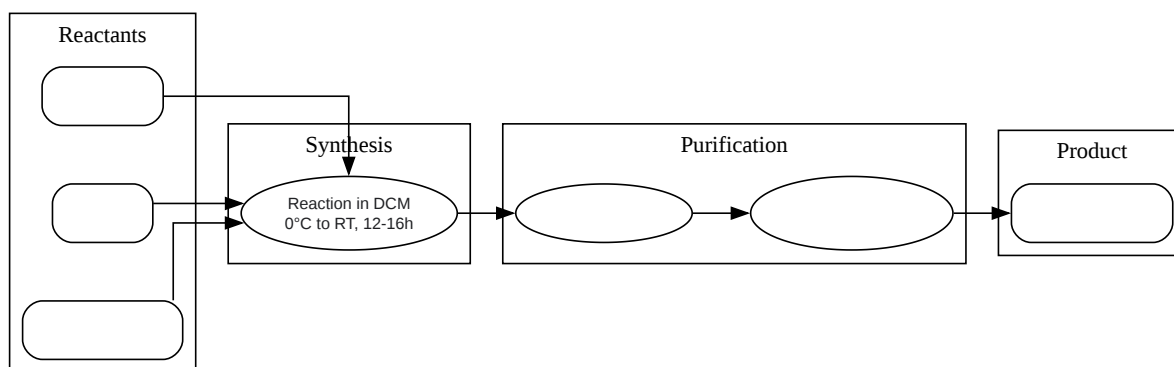 Reactants
Synthesis
Reaction in DCM
0°C to RT, 12-16h
Purification
Product